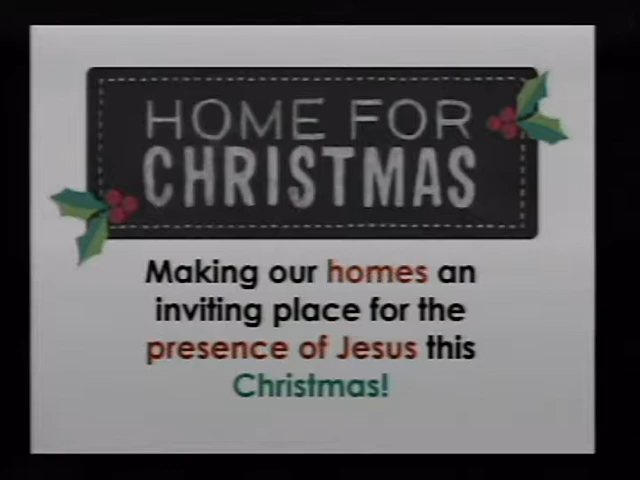 HOME FOR
CHRISTMAS
Making our homes an
inviting place for the
presence of Jesus this
Christmas!